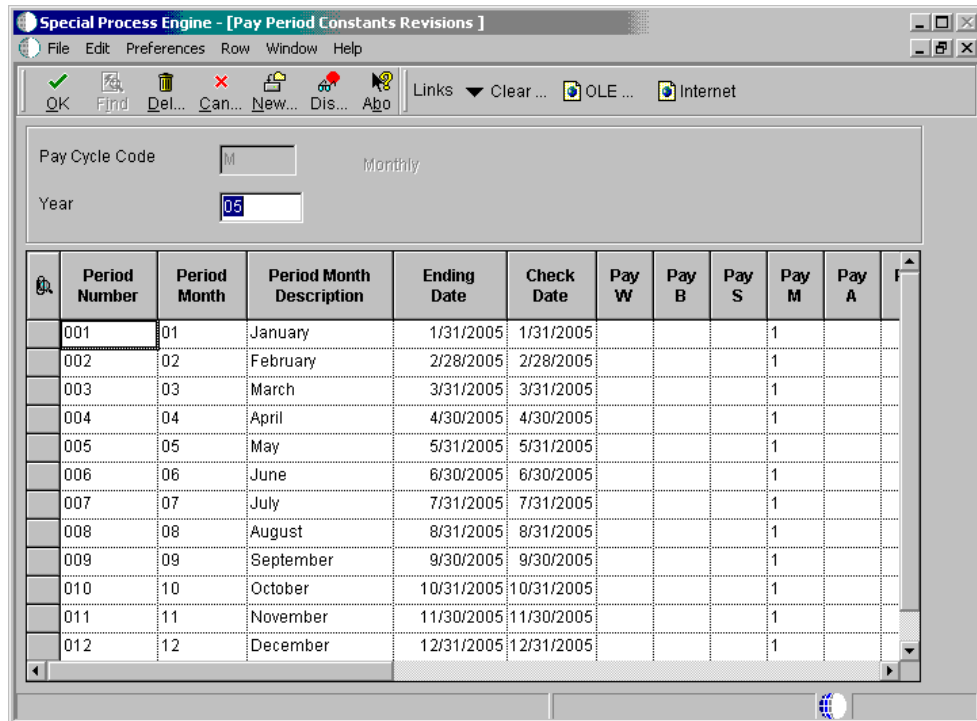 Special Process Engine - [Pay Period Constants Revisions ]
File Edit Preferences Row Window Help
OK Find Del... Can... New... Dis... Abo Links Clear ... OLE ... Internet
Pay Cycle Code M Monthly
Year 05
Period Number Period Month Period Month Description Ending Date Check Date Pay W Pay B Pay S Pay M Pay A
001 01 January 1/31/2005 1/31/2005 1
002 02 February 2/28/2005 2/28/2005 1
003 03 March 3/31/2005 3/31/2005 1
004 04 April 4/30/2005 4/30/2005 1
005 05 May 5/31/2005 5/31/2005 1
006 06 June 6/30/2005 6/30/2005 1
007 07 July 7/31/2005 7/31/2005 1
008 08 August 8/31/2005 8/31/2005 1
009 09 September 9/30/2005 9/30/2005 1
010 10 October 10/31/2005 10/31/2005 1
011 11 November 11/30/2005 11/30/2005 1
012 12 December 12/31/2005 12/31/2005 1